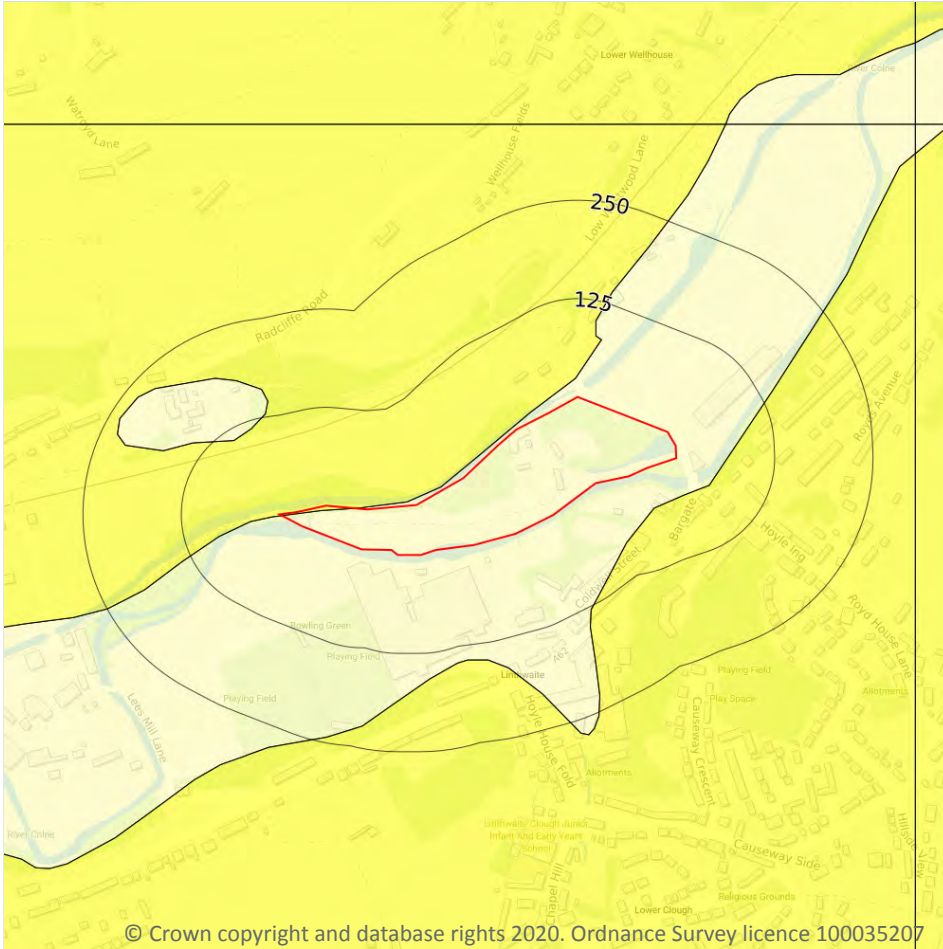 Lower Wellhouse
River Colne
Watroyd Lane
Wellhouse Fields
Low Westwood Lane
250
125
Radcliffe Road
Royds Avenue
Bargate
Hoyle Ing
Coldwell Street
Royd House Lane
Bowling Green
Playing Field
A62
Linthwaite
Playing Field
Playing Field
Play Space
Allotments
Lees Mill Lane
Hoyle House Fold
Causeway Crescent
Allotments
River Colne
Linthwaite Clough Junior
Infant And Early Years
School
Causeway Side
Hillside View
Chapel Hill
Religious Grounds
Lower Clough
© Crown copyright and database rights 2020. Ordnance Survey licence 100035207